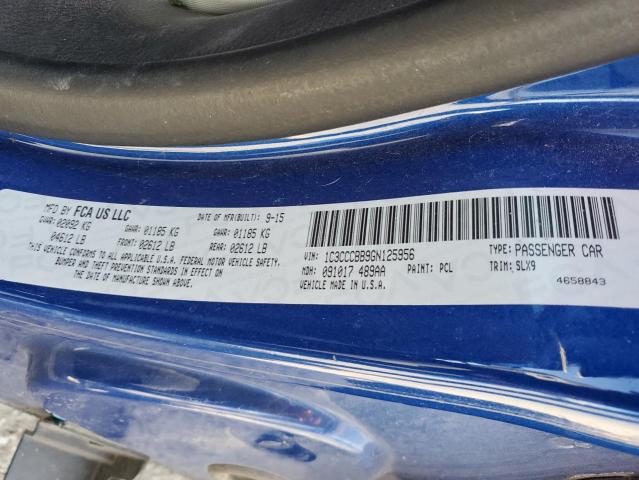 MFD BY FCA US LLC DATE OF MFR(BUILT): 9-15
GVWR: 02092 KG GAWR: 01185 KG GAWR: 01185 KG
04612 LB FRONT: 02612 LB REAR: 02612 LB
THIS VEHICLE CONFORMS TO ALL APPLICABLE U.S.A. FEDERAL MOTOR VEHICLE SAFETY,
BUMPER AND THEFT PREVENTION STANDARDS IN EFFECT ON
THE DATE OF MANUFACTURE SHOWN ABOVE.
VIN: 1C3CCCBB9GN125956 TYPE: PASSENGER CAR
MDH: 091017 489AA PAINT: PCL TRIM: SLX9
VEHICLE MADE IN U.S.A. 4658843